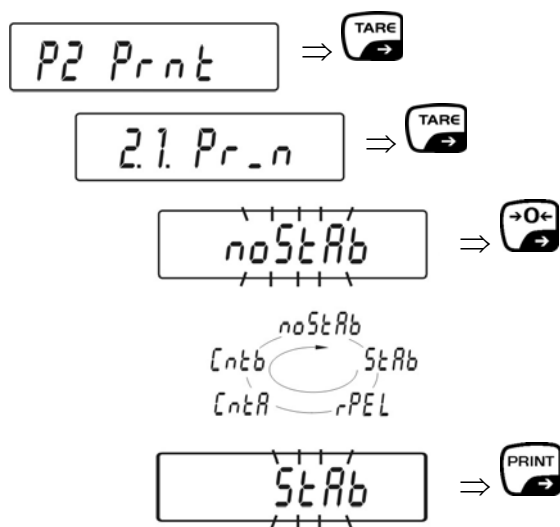 P2 Prnt ⇒ TARE
2.1. Pr_n ⇒ TARE
noStAb ⇒ →0←
noStAb
Cntb StAb
CntA rPEL
StAb ⇒ PRINT